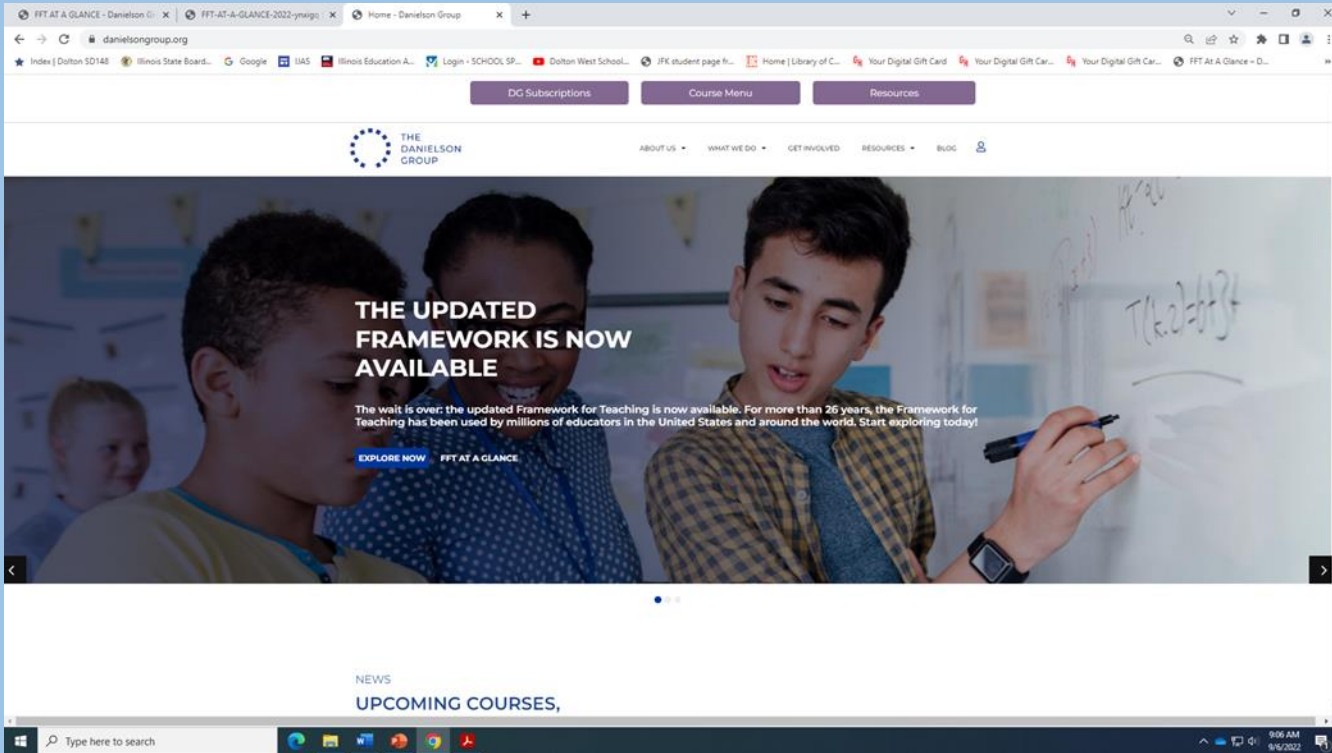 FFT AT A GLANCE - Danielson G
FFT-AT-A-GLANCE-2022-ynxigq
Home - Danielson Group
danielsongroup.org
Index | Dolton SD148
Illinois State Board...
Google
IIAS
Illinois Education A...
Login - SCHOOL SP...
Dolton West School...
JFK student page fr...
Home | Library of C...
Your Digital Gift Card
Your Digital Gift Car...
Your Digital Gift Car...
FFT At A Glance – D...
DG Subscriptions
Course Menu
Resources
THE
DANIELSON
GROUP
ABOUT US
WHAT WE DO
GET INVOLVED
RESOURCES
BLOG
THE UPDATED
FRAMEWORK IS NOW
AVAILABLE
The wait is over: the updated Framework for Teaching is now available. For more than 26 years, the Framework for
Teaching has been used by millions of educators in the United States and around the world. Start exploring today!
EXPLORE NOW
FFT AT A GLANCE
NEWS
UPCOMING COURSES,
Type here to search
9:06 AM
9/6/2022